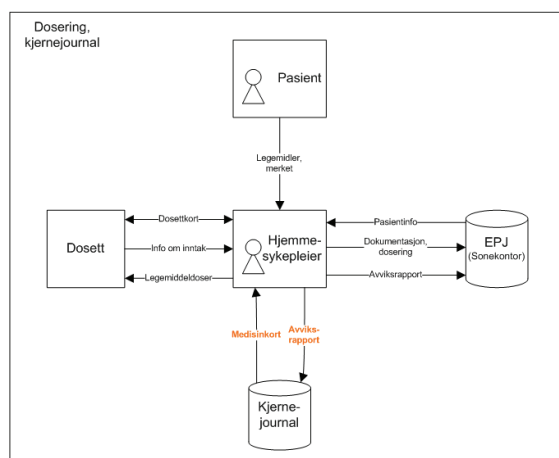 Dosering,
kjernejournal
Pasient
Legemidler,
merket
Dosett
Dosettkort
Info om inntak
Legemiddeldoser
Hjemme-
sykepleier
Pasientinfo
Dokumentasjon,
dosering
Avviksrapport
EPJ
(Sonekontor)
Medisinkort
Avviks-
rapport
Kjerne-
journal